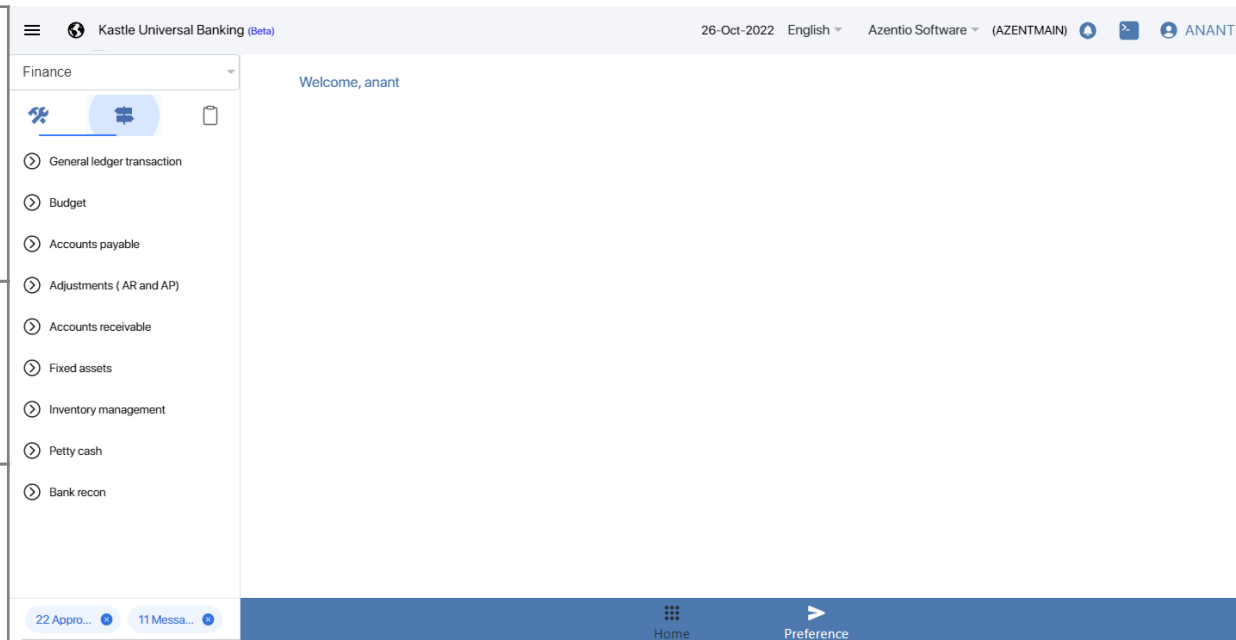 Kastle Universal Banking (Beta) 26-Oct-2022 English Azentio Software (AZENTMAIN) ANANT
Finance
Welcome, anant
General ledger transaction
Budget
Accounts payable
Adjustments ( AR and AP)
Accounts receivable
Fixed assets
Inventory management
Petty cash
Bank recon
22 Appro... 11 Messa...
Home Preference